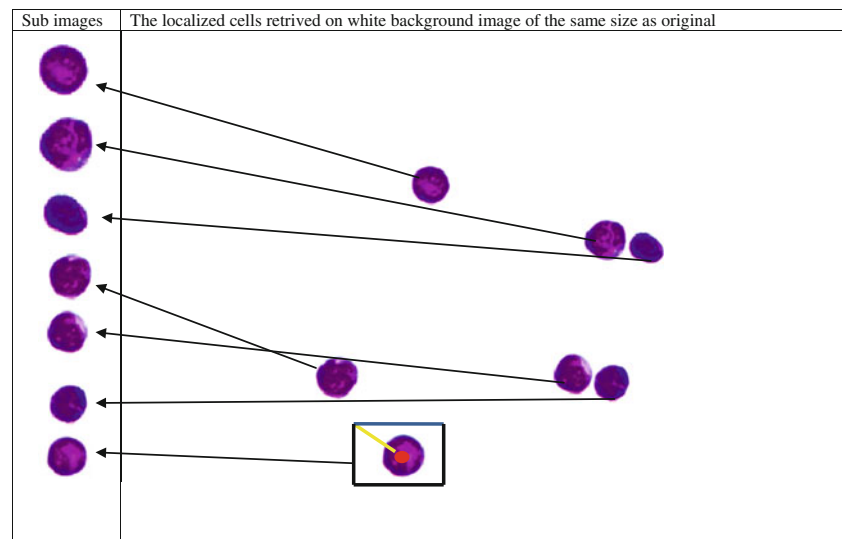 Sub images
The localized cells retrived on white background image of the same size as original